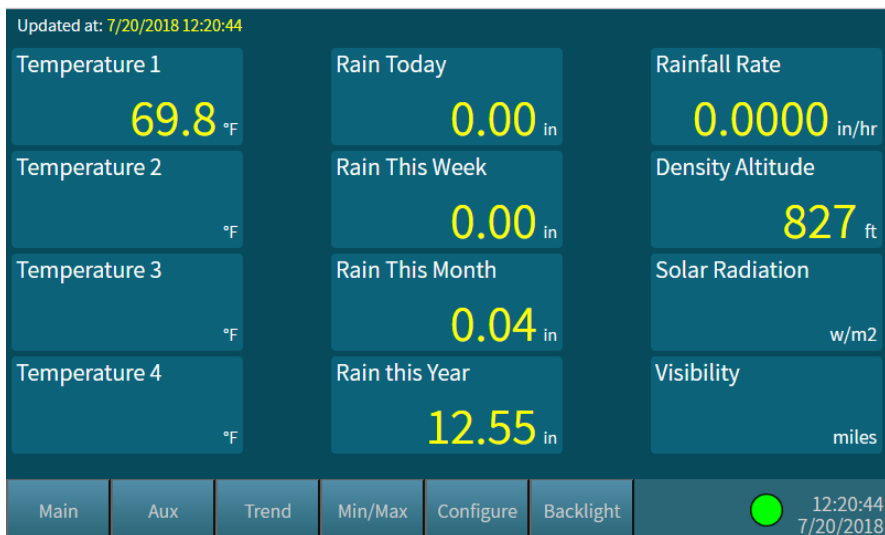 Updated at: 7/20/2018 12:20:44
Temperature 1
69.8 °F
Rain Today
0.00 in
Rainfall Rate
0.0000 in/hr
Temperature 2
°F
Rain This Week
0.00 in
Density Altitude
827 ft
Temperature 3
°F
Rain This Month
0.04 in
Solar Radiation
w/m2
Temperature 4
°F
Rain this Year
12.55 in
Visibility
miles
Main
Aux
Trend
Min/Max
Configure
Backlight
12:20:44
7/20/2018